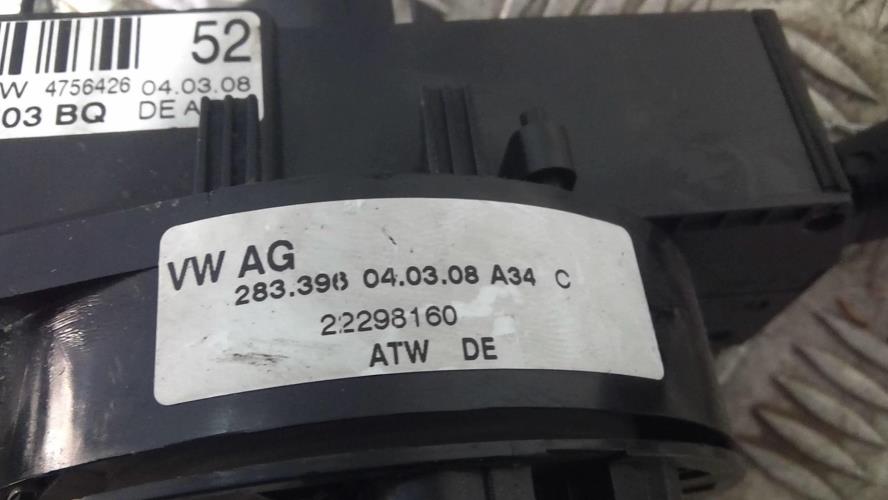 52
W 4756426 04.03.08
03 BQ DE A
VW AG
283.396 04.03.08 A34 C
22298160
ATW DE